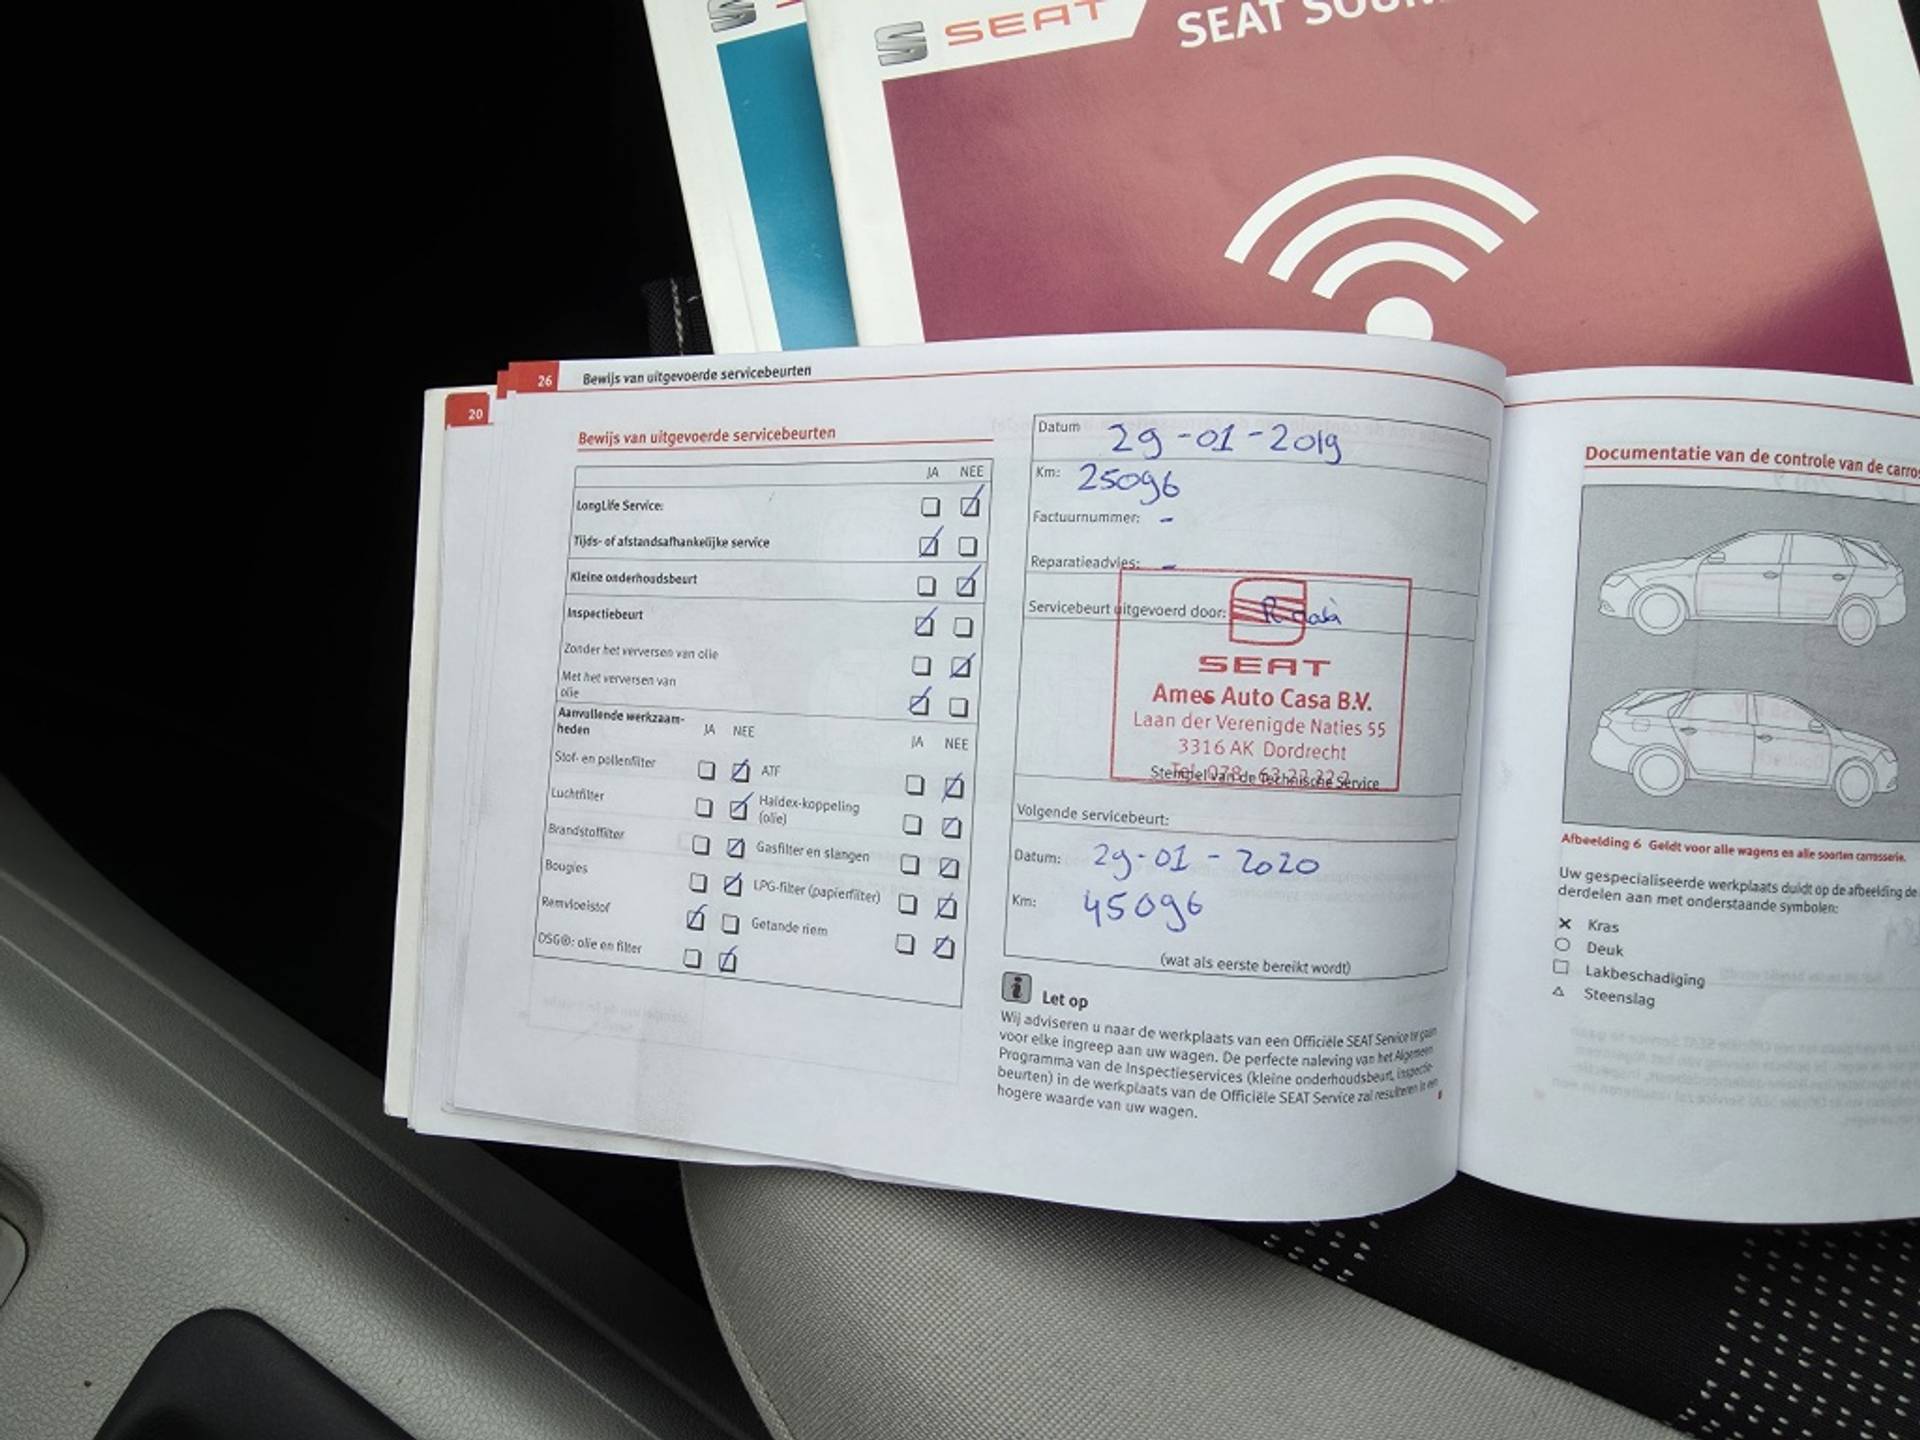 SEAT SEAT
20
26 Bewijs van uitgevoerde servicebeurten
Bewijs van uitgevoerde servicebeurten
JA NEE
LongLife Service:
Tijds- of afstandsafhankelijke service
Kleine onderhoudsbeurt
Inspectiebeurt
Zonder het verversen van olie
Met het verversen van
olie
Aanvullende werkzaam-
heden
JA NEE
JA NEE
Stof- en pollenfilter
ATF
Luchtfilter
Haldex-koppeling
(olie)
Brandstoffilter
Gasfilter en slangen
Bougies
LPG-filter (papierfilter)
Remvloeistof
Getande riem
DSG®: olie en filter
Datum 29-01-2019
Km: 25096
Factuurnummer: -
Reparatieadvies: -
Servicebeurt uitgevoerd door:
SEAT
Ames Auto Casa B.V.
Laan der Verenigde Naties 55
3316 AK Dordrecht
Stempel van de Technische Service
Volgende servicebeurt:
Datum: 29-01-2020
Km: 45096
(wat als eerste bereikt wordt)
Let op
Wij adviseren u naar de werkplaats van een Officiële SEAT Service te gaan
voor elke ingreep aan uw wagen. De perfecte naleving van het Algemeen
Programma van de Inspectieservices (kleine onderhoudsbeurt, inspectie-
beurten) in de werkplaats van de Officiële SEAT Service zal resulteren in een
hogere waarde van uw wagen.
Documentatie van de controle van de
Afbeelding 6 Geldt voor alle wagens en alle soorten carrosserie.
Uw gespecialiseerde werkplaats duidt op de afbeelding de
derdelen aan met onderstaande symbolen:
Kras
Deuk
Lakbeschadiging
Steenslag